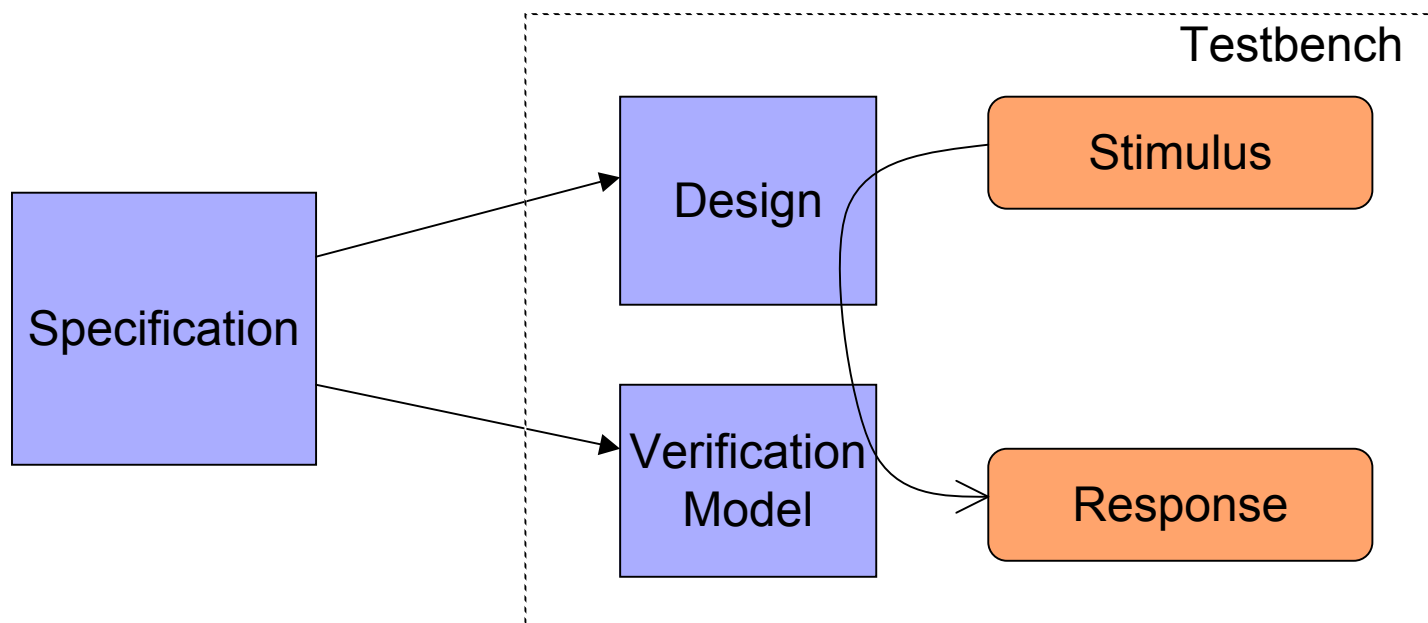 Testbench
Stimulus
Design
Specification
Verification
Model
Response